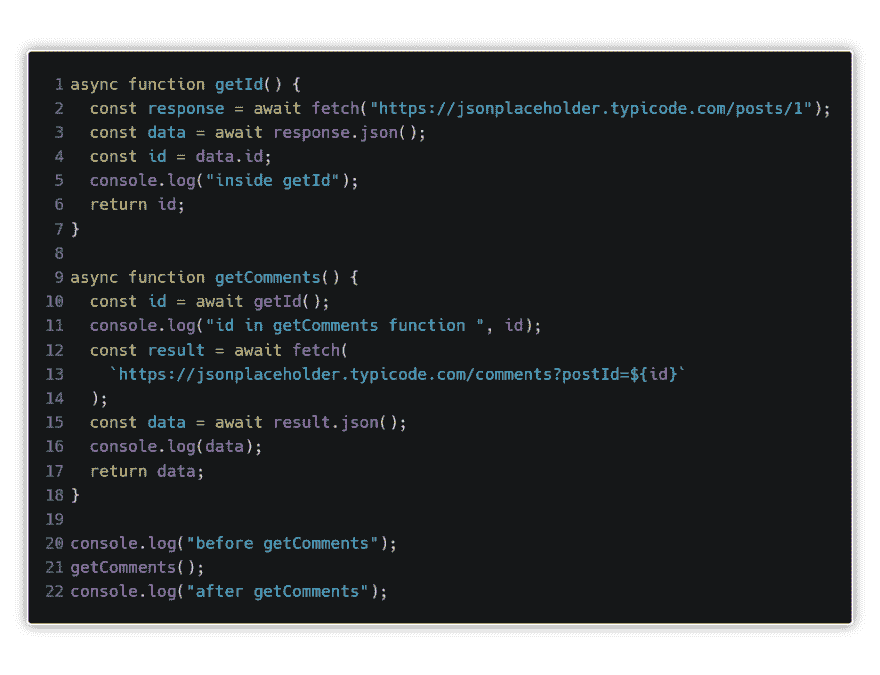 1 async function getId() {
2   const response = await fetch("https://jsonplaceholder.typicode.com/posts/1");
3   const data = await response.json();
4   const id = data.id;
5   console.log("inside getId");
6   return id;
7 }
8
9 async function getComments() {
10   const id = await getId();
11   console.log("id in getComments function ", id);
12   const result = await fetch(
13     `https://jsonplaceholder.typicode.com/comments?postId=${id}`
14   );
15   const data = await result.json();
16   console.log(data);
17   return data;
18 }
19
20 console.log("before getComments");
21 getComments();
22 console.log("after getComments");